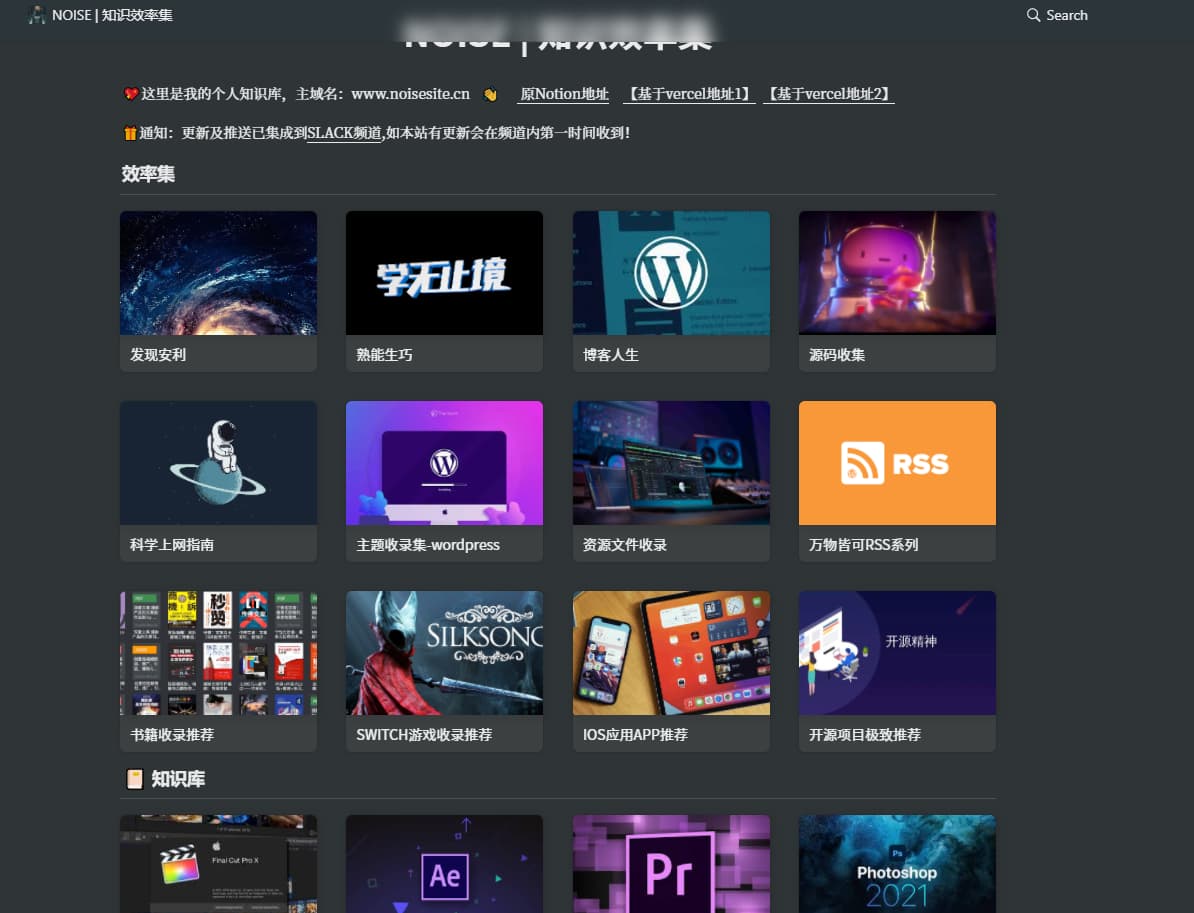 NOISE | 知识效率集
Search
NOISE | 知识效率集
这里是我的个人知识库，主域名：www.noisesite.cn 原Notion地址 【基于vercel地址1】 【基于vercel地址2】
通知：更新及推送已集成到SLACK频道,如本站有更新会在频道内第一时间收到！
效率集
学无止境
发现安利
熟能生巧
博客人生
源码收集
RSS
科学上网指南
主题收录集-wordpress
资源文件收录
万物皆可RSS系列
SILKSONG
开源精神
书籍收录推荐
SWITCH游戏收录推荐
IOS应用APP推荐
开源项目极致推荐
知识库
Final Cut Pro X
Ae
Pr
Ps
Photoshop
2021